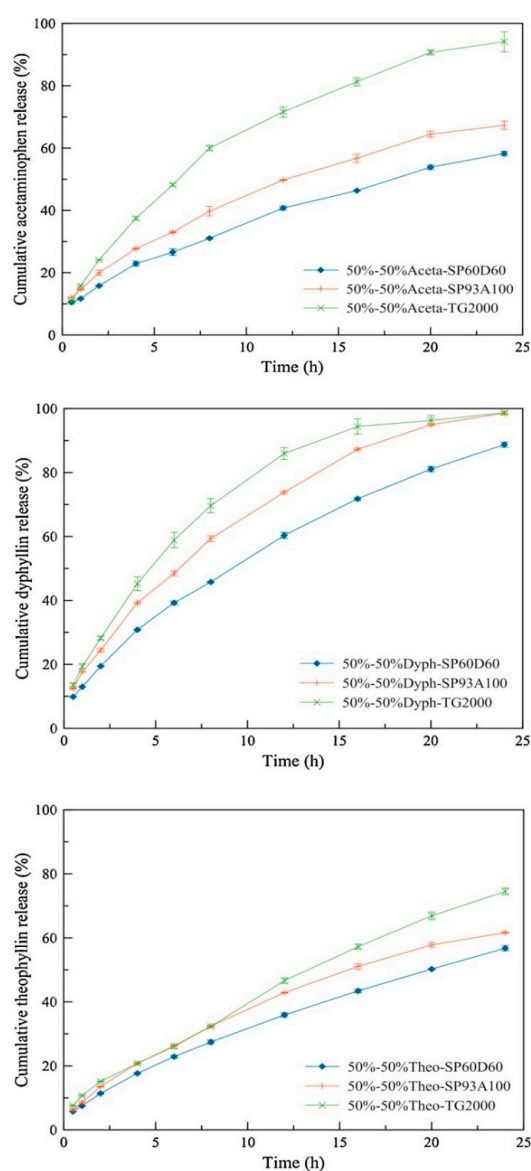 Cumulative acetaminophen release (%)
100
80
60
40
20
0
50%-50%Aceta-SP60D60
50%-50%Aceta-SP93A100
50%-50%Aceta-TG2000
0 5 10 15 20 25
Time (h)
Cumulative dyphyllin release (%)
100
80
60
40
20
0
50%-50%Dyph-SP60D60
50%-50%Dyph-SP93A100
50%-50%Dyph-TG2000
0 5 10 15 20 25
Time (h)
Cumulative theophyllin release (%)
100
80
60
40
20
0
50%-50%Theo-SP60D60
50%-50%Theo-SP93A100
50%-50%Theo-TG2000
0 5 10 15 20 25
Time (h)